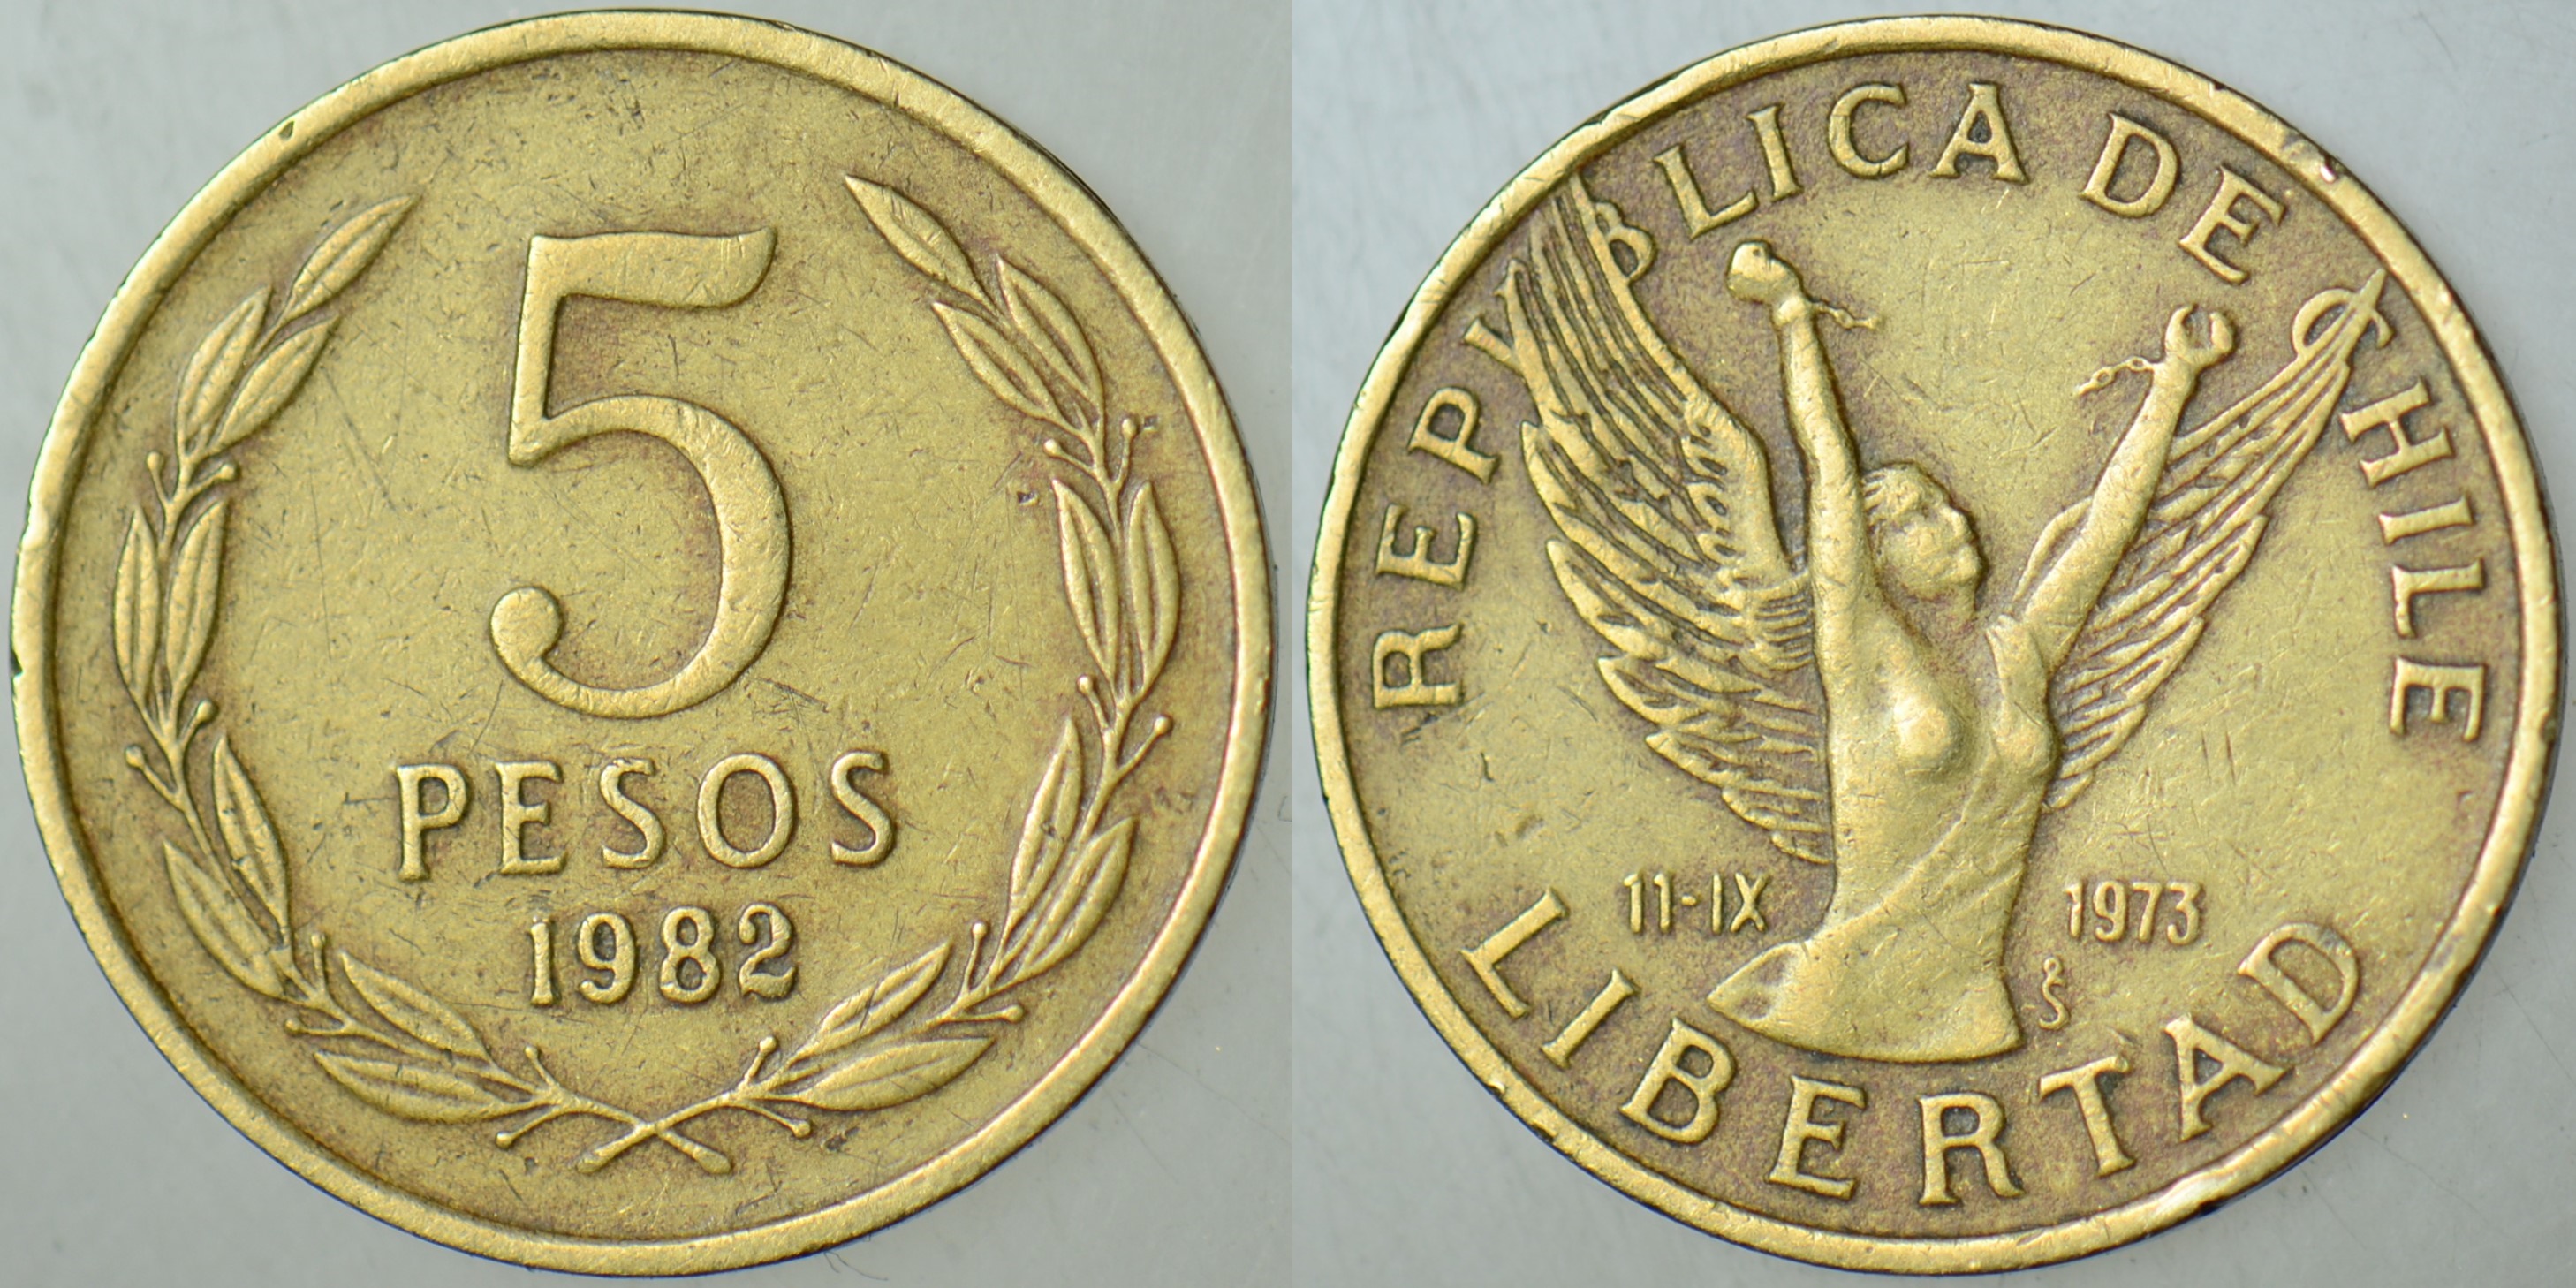 5
PESOS
1982
REPUBLICA DE CHILE
11-IX 1973
LIBERTAD